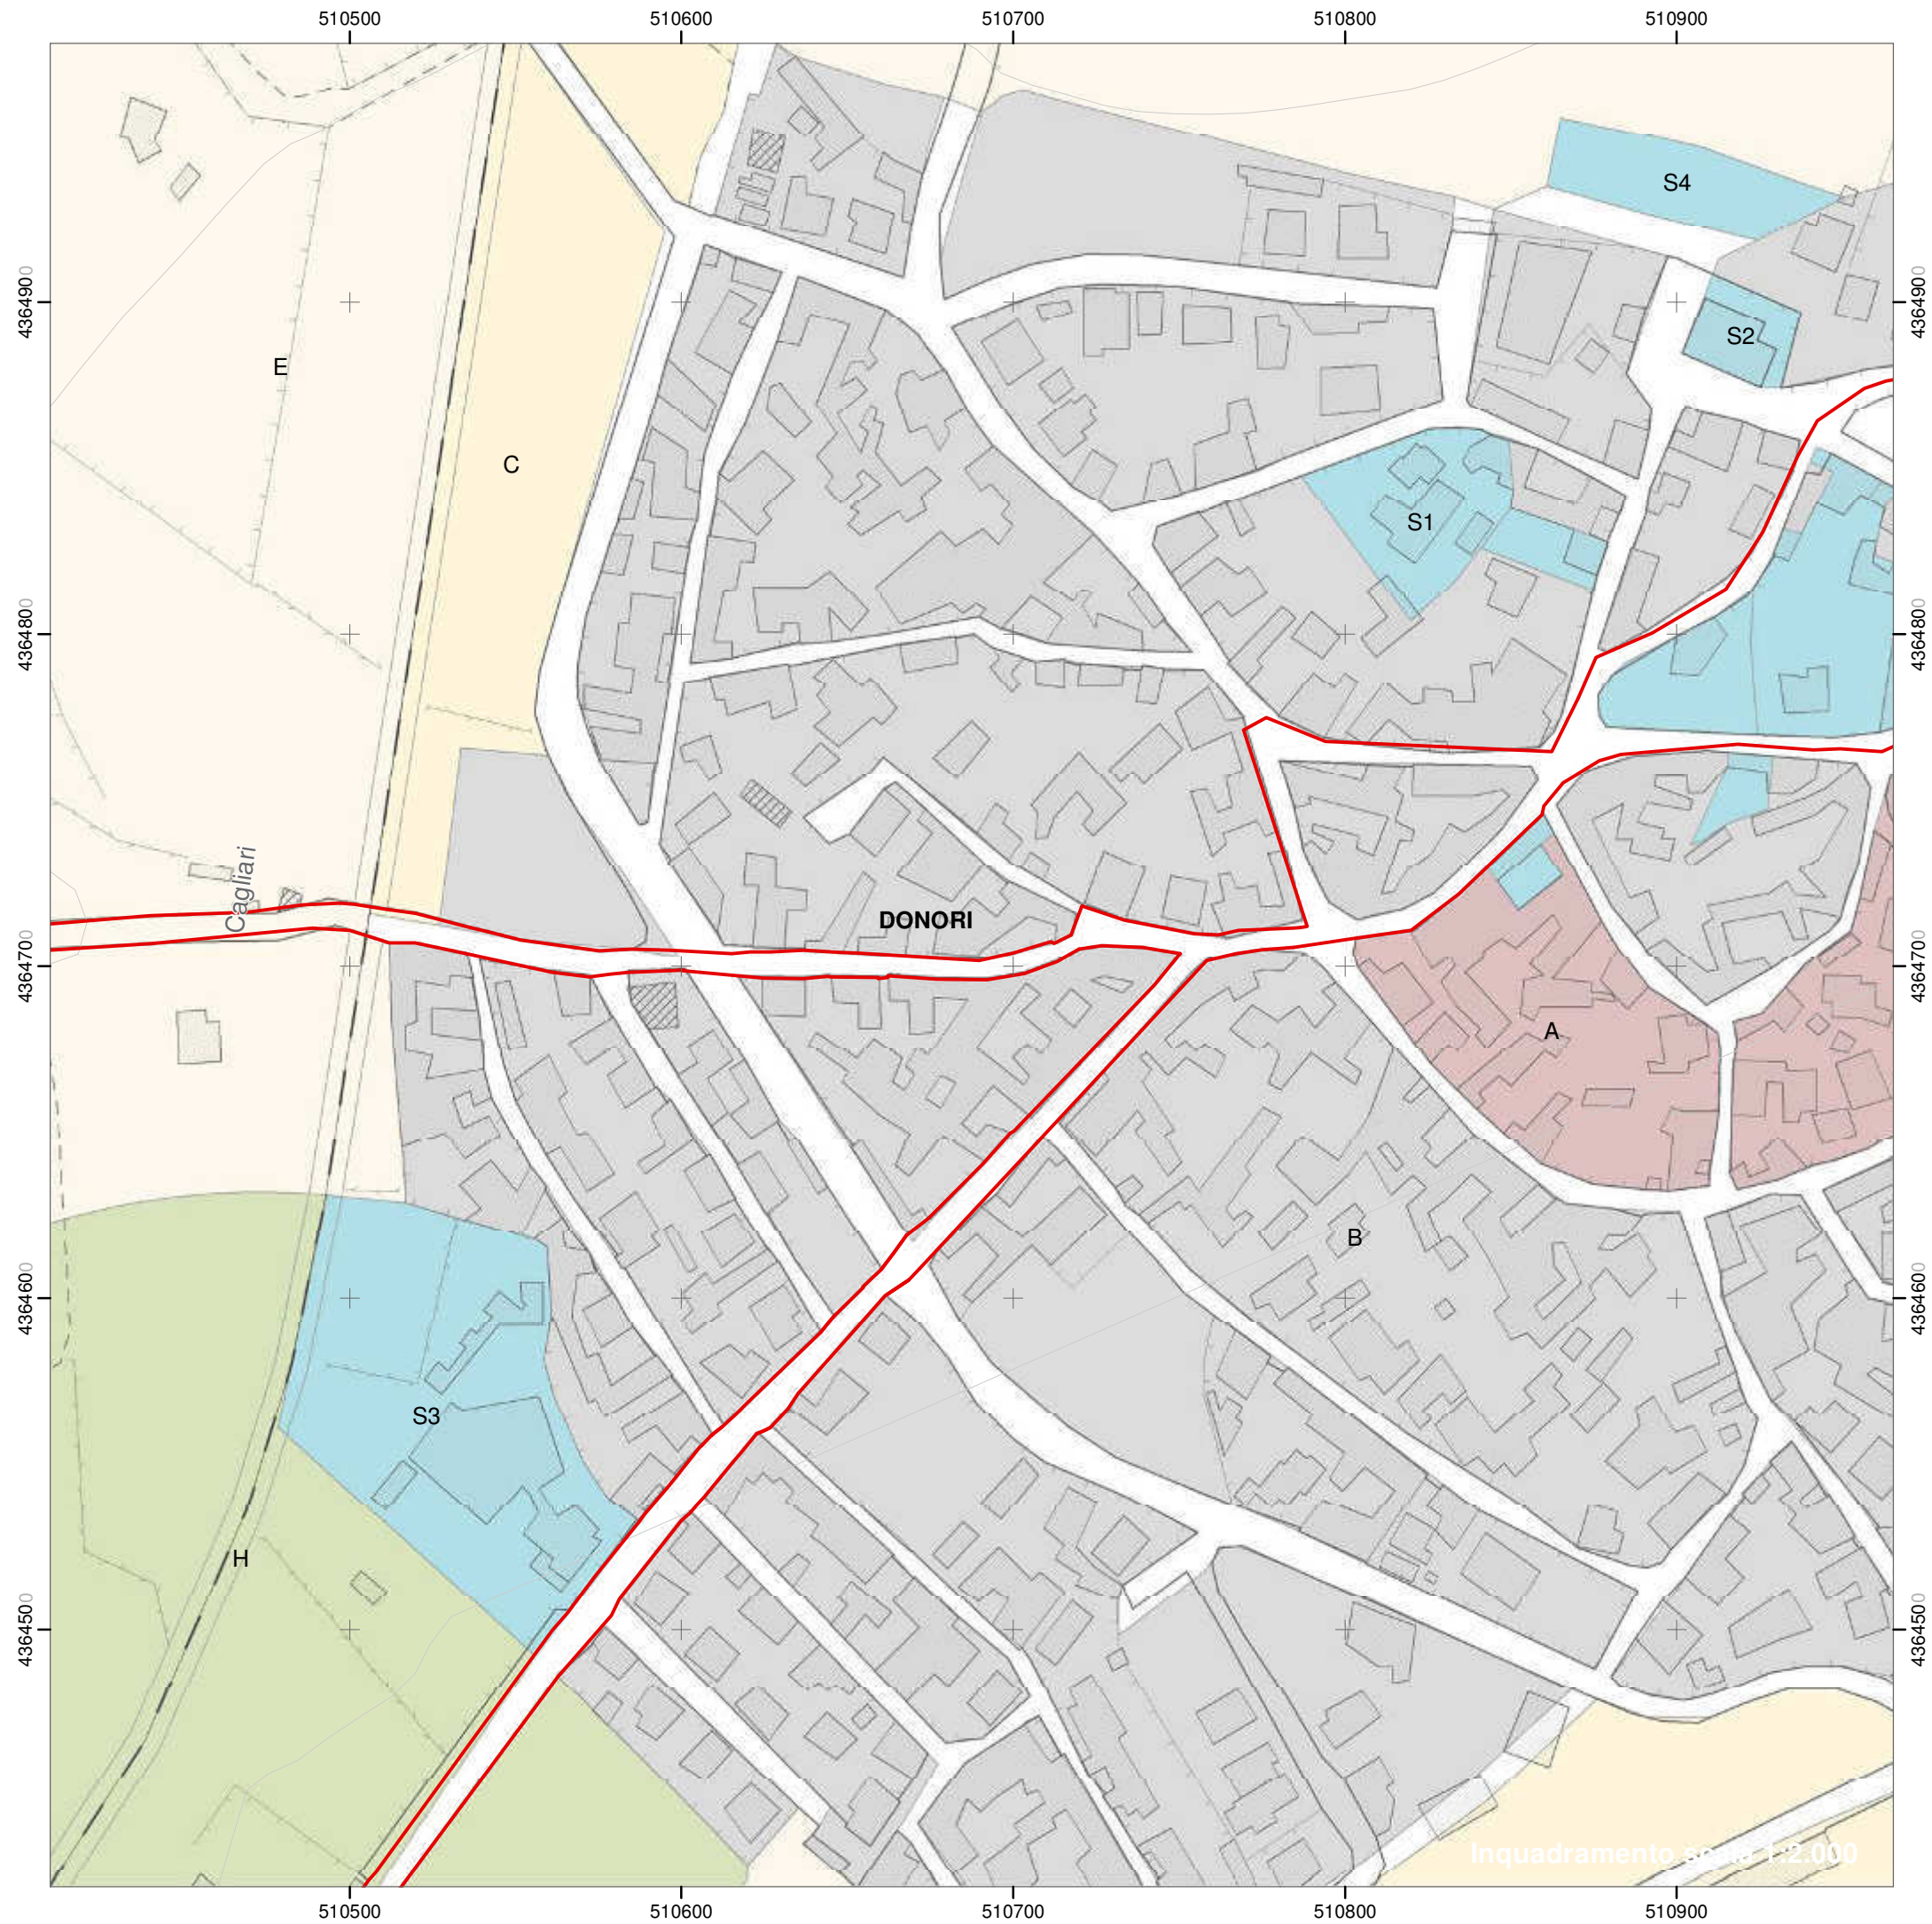 510500 510600 510700 510800 510900
S4
4364900 4364900
S2
E
C
S1
4364800 4364800
Cagliari
DONORI
4364700 4364700
A
B
4364600 4364600
S3
H
4364500 4364500
Inquadramento scala 1:2.000
510500 510600 510700 510800 510900